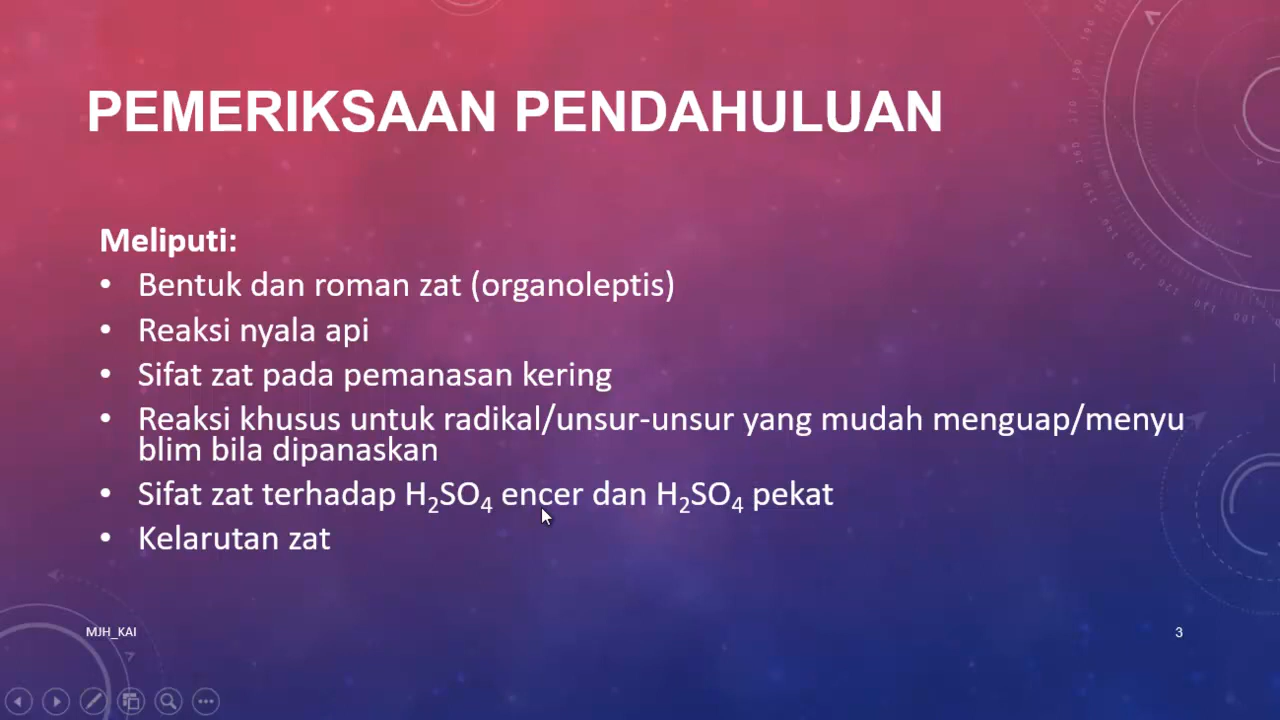 PEMERIKSAAN PENDAHULUAN
Meliputi:
• Bentuk dan roman zat (organoleptis)
• Reaksi nyala api
• Sifat zat pada pemanasan kering
• Reaksi khusus untuk radikal/unsur-unsur yang mudah menguap/menyu
blim bila dipanaskan
• Sifat zat terhadap H₂SO₄ encer dan H₂SO₄ pekat
• Kelarutan zat
MJH_KAI
3